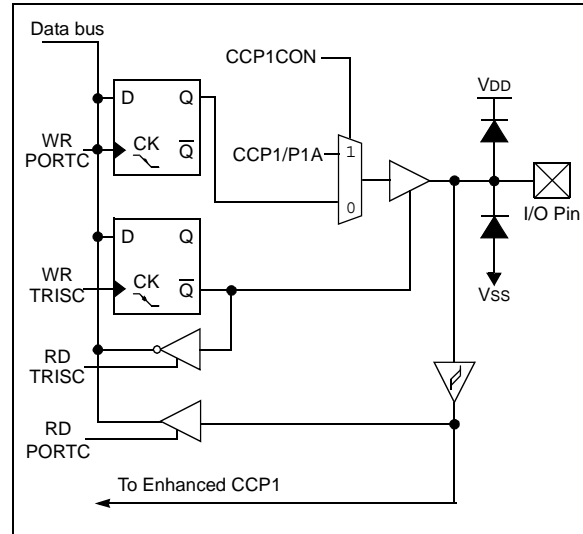 Data bus
CCP1CON
VDD
D
Q
WR
PORTC
CK
Q
CCP1/P1A
1
0
I/O Pin
D
Q
WR
TRISC
CK
Q
VSS
RD
TRISC
RD
PORTC
To Enhanced CCP1